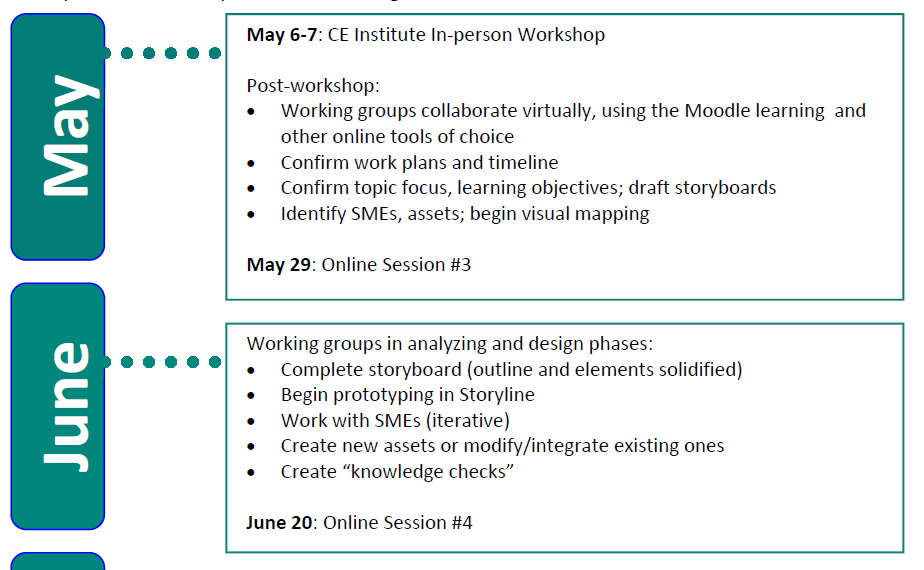 May
May 6-7: CE Institute In-person Workshop
Post-workshop:
• Working groups collaborate virtually, using the Moodle learning  and
other online tools of choice
• Confirm work plans and timeline
• Confirm topic focus, learning objectives; draft storyboards
• Identify SMEs, assets; begin visual mapping
May 29: Online Session #3
June
Working groups in analyzing and design phases:
• Complete storyboard (outline and elements solidified)
• Begin prototyping in Storyline
• Work with SMEs (iterative)
• Create new assets or modify/integrate existing ones
• Create “knowledge checks”
June 20: Online Session #4